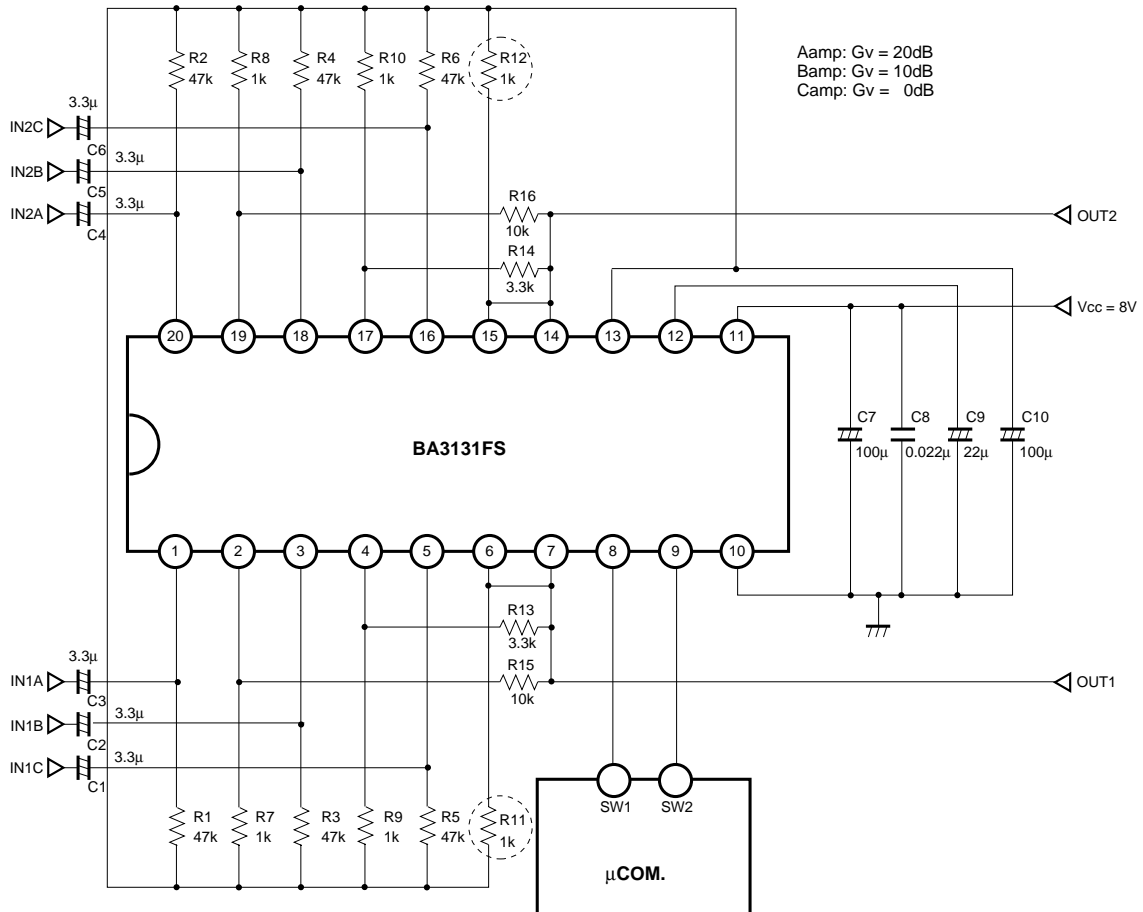 R2 47k
R8 1k
R4 47k
R10 1k
R6 47k
R12 1k
Aamp: Gv = 20dB
Bamp: Gv = 10dB
Camp: Gv = 0dB
3.3µ
IN2C
C6
3.3µ
IN2B
C5
3.3µ
IN2A
C4
R16
10k
OUT2
R14
3.3k
Vcc = 8V
20 19 18 17 16 15 14 13 12 11
BA3131FS
C7 100µ
C8 0.022µ
C9 22µ
C10 100µ
1 2 3 4 5 6 7 8 9 10
R13
3.3k
R15
10k
OUT1
3.3µ
IN1A
C3
3.3µ
IN1B
C2
3.3µ
IN1C
C1
SW1 SW2
R1 47k
R7 1k
R3 47k
R9 1k
R5 47k
R11 1k
µCOM.